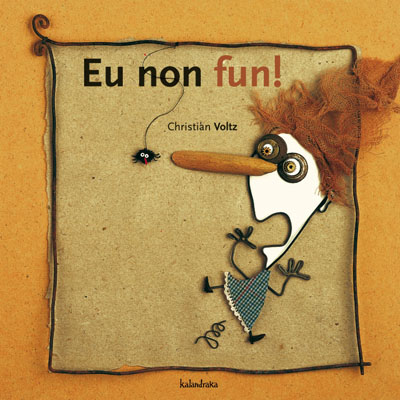 Eu non fun!
Christian Voltz
kalandraka